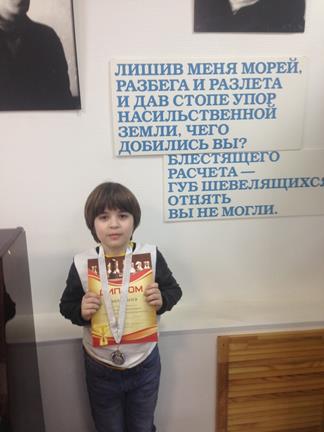 ЛИШИВ МЕНЯ МОРЕЙ,
РАЗБЕГА И РАЗЛЕТА
И ДАВ СТОПЕ УПОР
НАСИЛЬСТВЕННОЙ
ЗЕМЛИ, ЧЕГО
ДОБИЛИСЬ ВЫ?
БЛЕСТЯЩЕГО
РАСЧЕТА —
ГУБ ШЕВЕЛЯЩИХС
ОТНЯТЬ
ВЫ НЕ МОГЛИ.
ДИПЛОМ